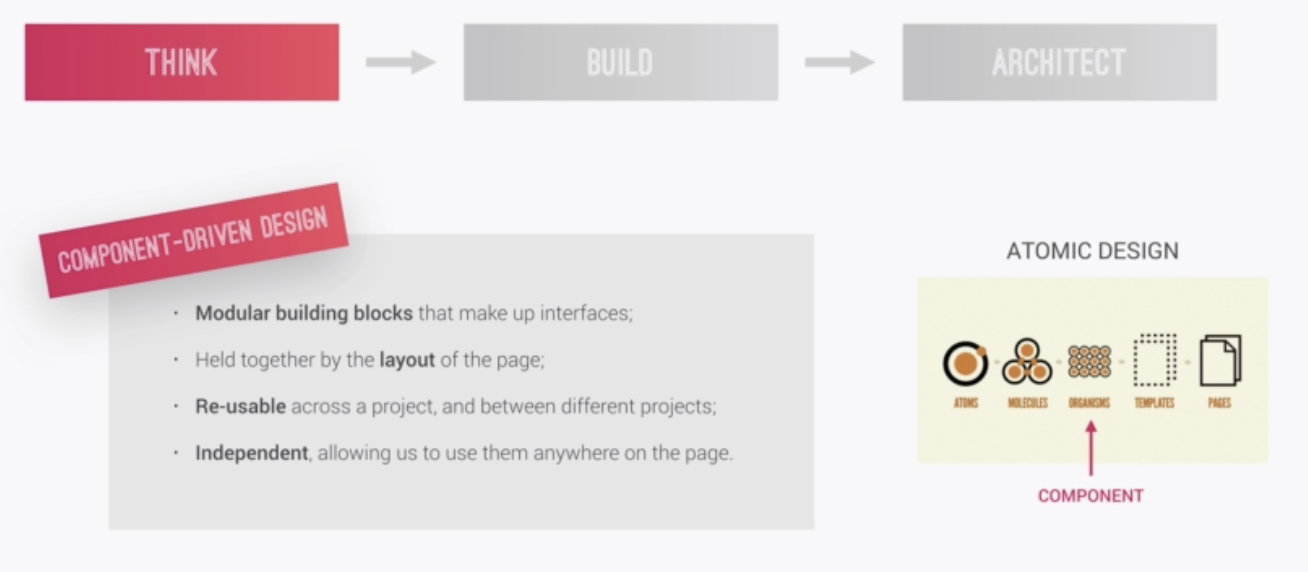 THINK
BUILD
ARCHITECT
COMPONENT-DRIVEN DESIGN
· Modular building blocks that make up interfaces;
· Held together by the layout of the page;
· Re-usable across a project, and between different projects;
· Independent, allowing us to use them anywhere on the page.
ATOMIC DESIGN
ATOMS MOLECULES ORGANISMS TEMPLATES PAGES
COMPONENT